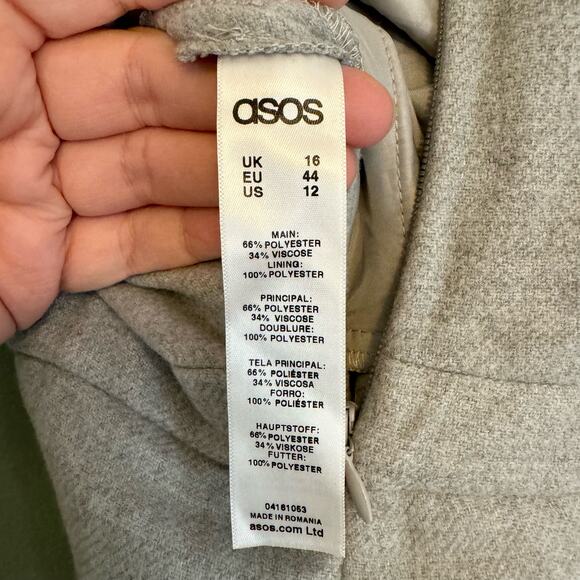 asos
UK 16
EU 44
US 12
MAIN:
66% POLYESTER
34% VISCOSE
LINING:
100% POLYESTER
PRINCIPAL:
66% POLYESTER
34% VISCOSE
DOUBLURE:
100% POLYESTER
TELA PRINCIPAL:
66% POLIÉSTER
34% VISCOSA
FORRO:
100% POLIÉSTER
HAUPTSTOFF:
66% POLYESTER
34% VISKOSE
FUTTER:
100% POLYESTER
04161053
MADE IN ROMANIA
asos.com Ltd